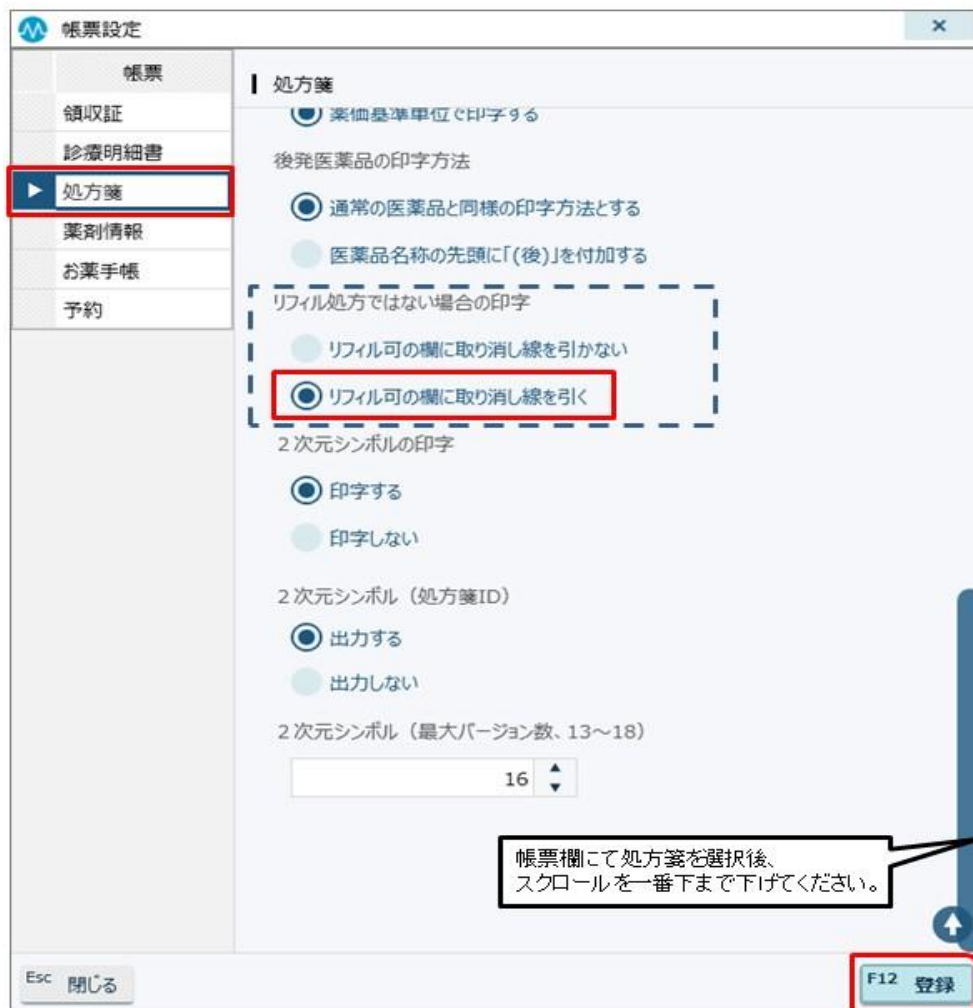 帳票設定
帳票
領収証
診療明細書
処方箋
薬剤情報
お薬手帳
予約
処方箋
薬価基準単位で印字する
後発医薬品の印字方法
通常の医薬品と同様の印字方法とする
医薬品名称の先頭に「(後)」を付加する
リフィル処方ではない場合の印字
リフィル可の欄に取り消し線を引かない
リフィル可の欄に取り消し線を引く
2次元シンボルの印字
印字する
印字しない
2次元シンボル（処方箋ID）
出力する
出力しない
2次元シンボル（最大バージョン数、13～18）
16
帳票欄にて処方箋を選択後、
スクロールを一番下まで下げてください。
Esc 閉じる
F12 登録